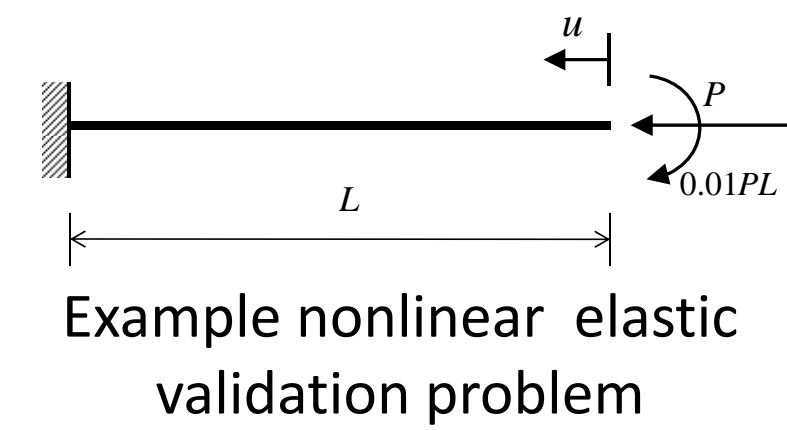 u
P
0.01PL
L
Example nonlinear elastic
validation problem